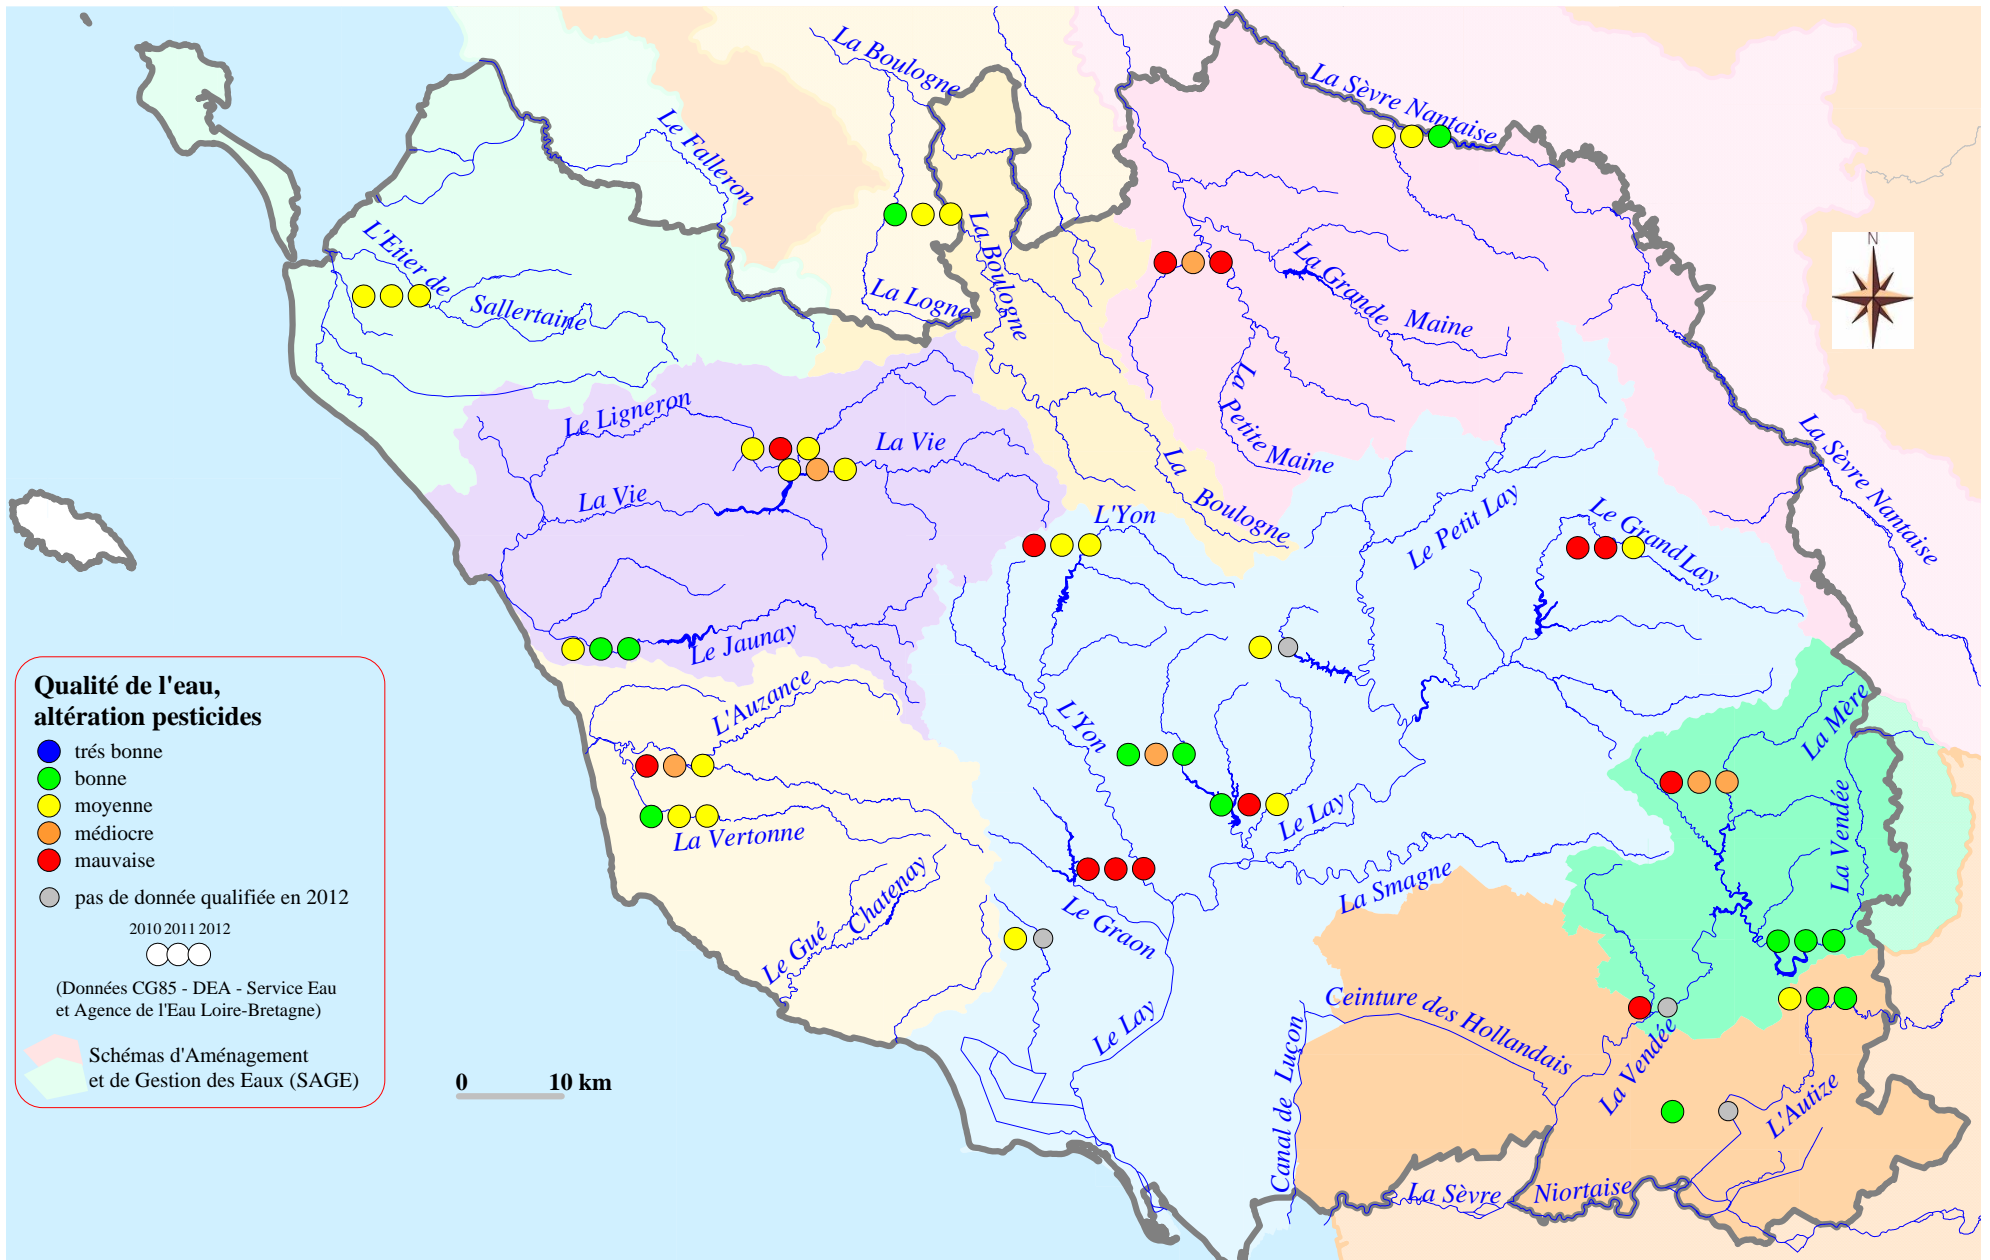 La Boulogne
La Sèvre Nantaise
Le Falleron
N
L'Etier de
Sallertaine
La Boulogne
La Logne
La Grande Maine
La Petite Maine
Le Ligneron
La Vie
La Vie
La Boulogne
L'Yon
Le Petit Lay
Le Grand Lay
La Sèvre Nantaise
Le Jaunay
L'Auzance
L'Yon
La Mère
La Vendée
La Vertonne
Le Lay
La Smagne
Le Gué Chatenay
Le Graon
Le Lay
Ceinture des Hollandais
Canal de Luçon
La Vendée
L'Autize
La Sèvre Niortaise
Qualité de l'eau,
altération pesticides
trés bonne
bonne
moyenne
médiocre
mauvaise
pas de donnée qualifiée en 2012
2010 2011 2012
(Données CG85 - DEA - Service Eau
et Agence de l'Eau Loire-Bretagne)
Schémas d'Aménagement
et de Gestion des Eaux (SAGE)
0 10 km